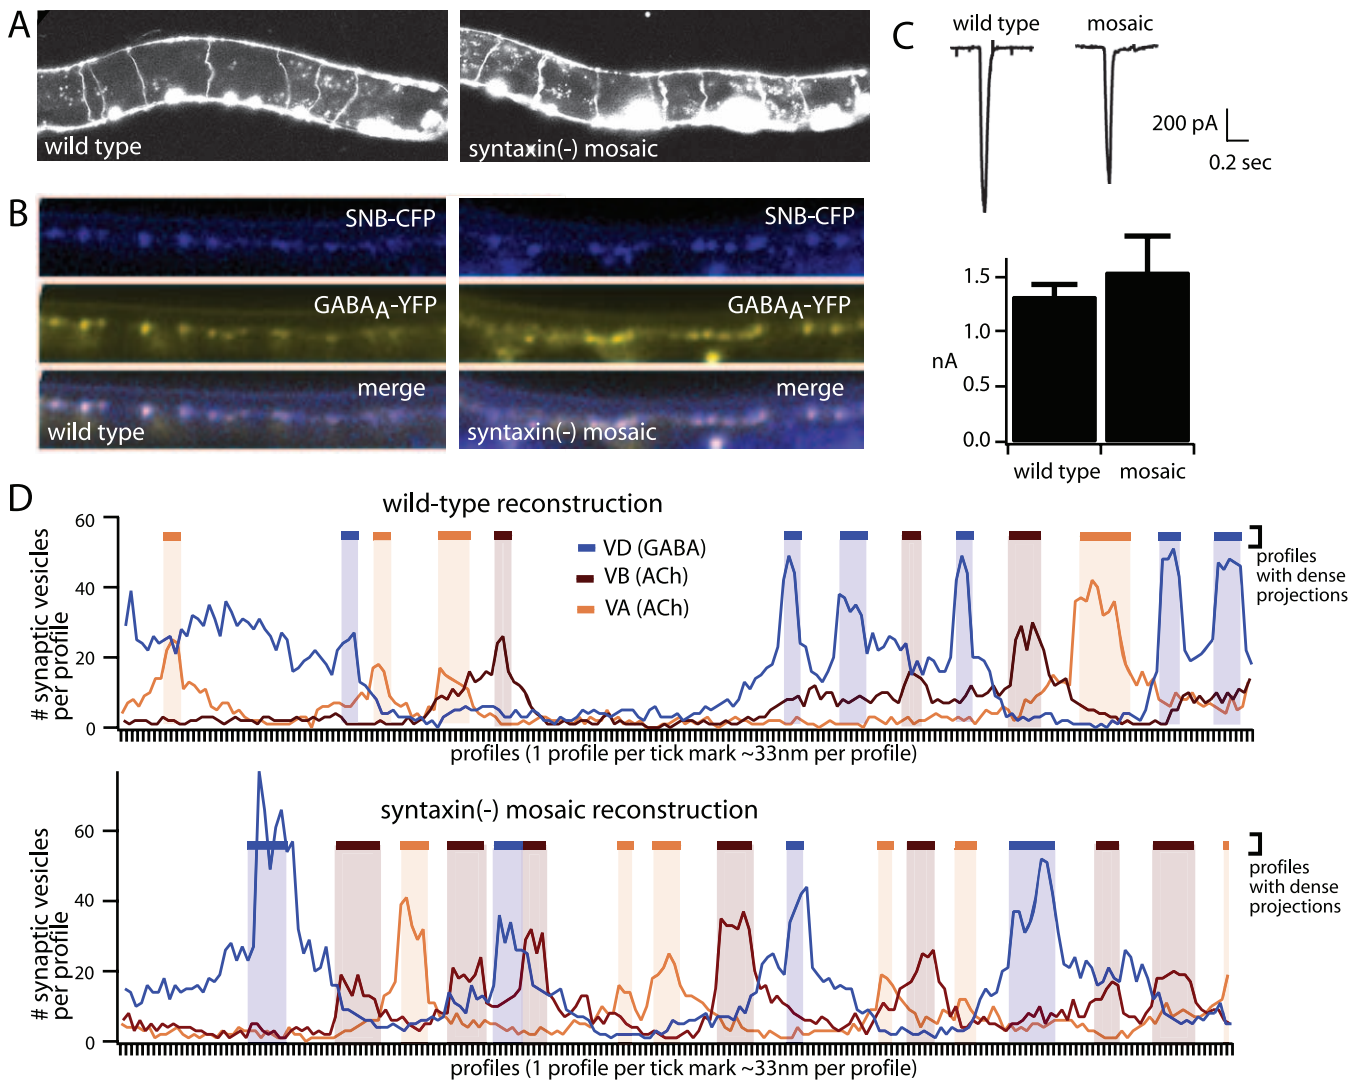 A
wild type
syntaxin(-) mosaic
B
SNB-CFP
SNB-CFP
GABAA-YFP
GABAA-YFP
merge
wild type
merge
syntaxin(-) mosaic
C
wild type
mosaic
200 pA
0.2 sec
1.5
1.0
nA
0.5
0.0
wild type
mosaic
D
wild-type reconstruction
# synaptic vesicles
per profile
60
40
20
0
VD (GABA)
VB (ACh)
VA (ACh)
profiles
with dense
projections
profiles (1 profile per tick mark ~33nm per profile)
syntaxin(-) mosaic reconstruction
# synaptic vesicles
per profile
60
40
20
0
profiles
with dense
projections
profiles (1 profile per tick mark ~33nm per profile)